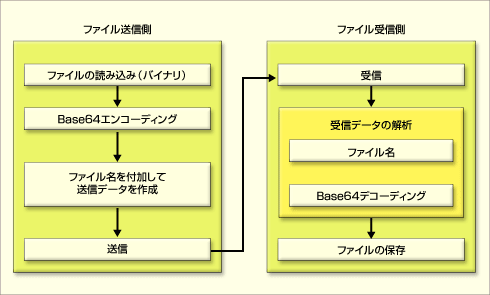 ファイル送信側
ファイルの読み込み（バイナリ）
Base64エンコーディング
ファイル名を付加して
送信データを作成
送信
ファイル受信側
受信
受信データの解析
ファイル名
Base64デコーディング
ファイルの保存